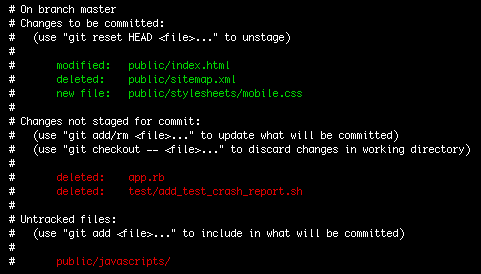 # On branch master
# Changes to be committed:
#   (use "git reset HEAD <file>..." to unstage)
#
#       modified:   public/index.html
#       deleted:    public/sitemap.xml
#       new file:   public/stylesheets/mobile.css
#
# Changes not staged for commit:
#   (use "git add/rm <file>..." to update what will be committed)
#   (use "git checkout -- <file>..." to discard changes in working directory)
#
#       deleted:    app.rb
#       deleted:    test/add_test_crash_report.sh
#
# Untracked files:
#   (use "git add <file>..." to include in what will be committed)
#
#       public/javascripts/